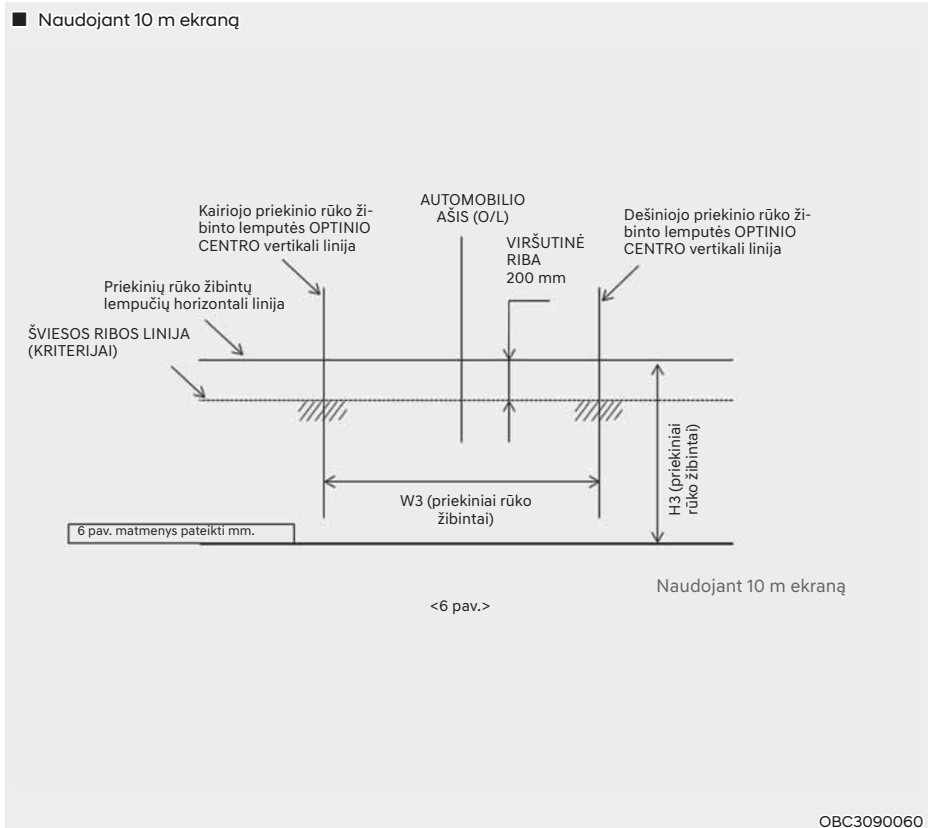 ■ Naudojant 10 m ekraną
AUTOMOBILIO
AŠIS (O/L)
Kairiojo priekinio rūko ži-
binto lemputės OPTINIO
CENTRO vertikali linija
Dešiniojo priekinio rūko ži-
binto lemputės OPTINIO
CENTRO vertikali linija
VIRŠUTINĖ
RIBA
200 mm
Priekinių rūko žibintų
lempučių horizontali linija
ŠVIESOS RIBOS LINIJA
(KRITERIJAI)
H3 (priekiniai
rūko žibintai)
W3 (priekiniai rūko
žibintai)
6 pav. matmenys pateikti mm.
Naudojant 10 m ekraną
<6 pav.>
OBC3090060